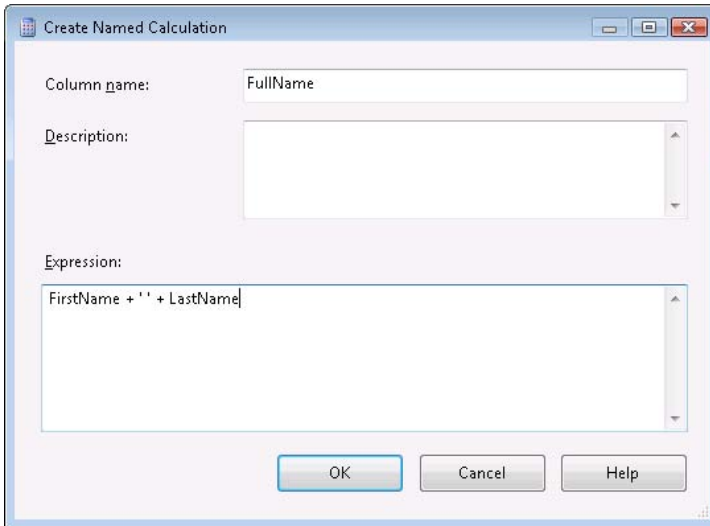 Create Named Calculation
Column name:
FullName
Description:
Expression:
FirstName + ' ' + LastName
OK
Cancel
Help